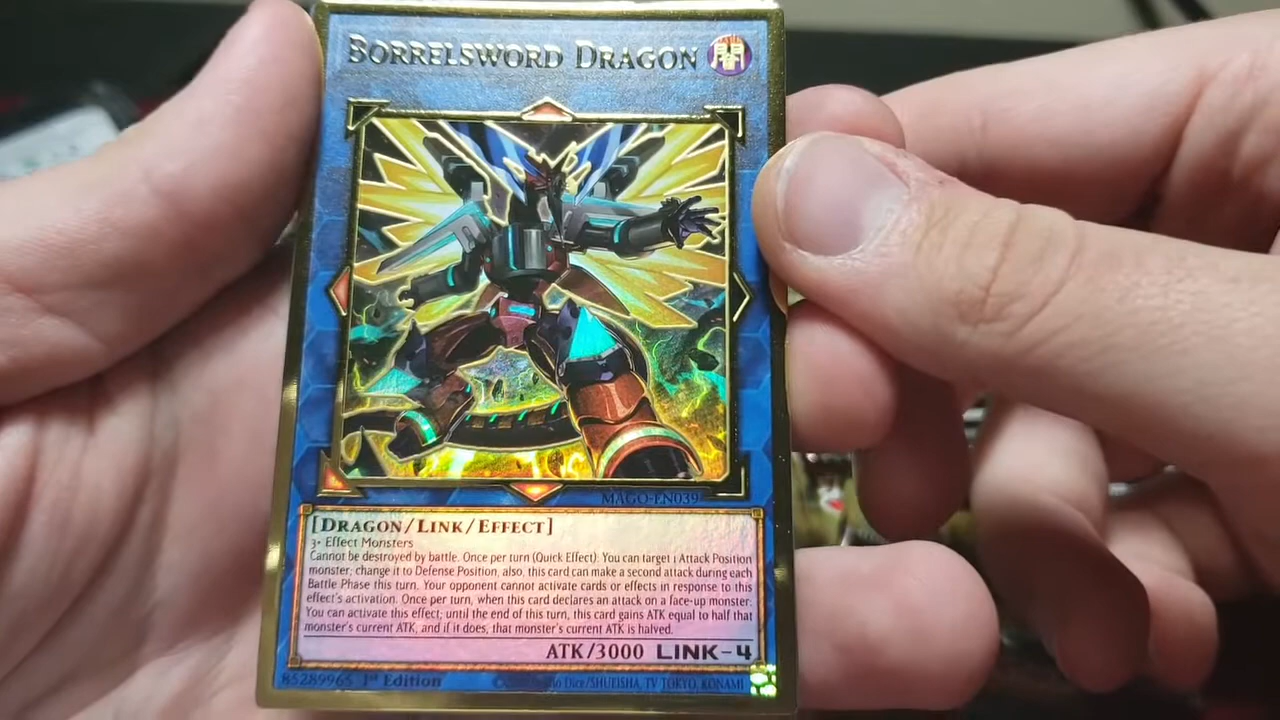 BORRELSWORD DRAGON 闇
MAGO-EN039
[DRAGON/LINK/EFFECT]
3+ Effect Monsters
Cannot be destroyed by battle. Once per turn (Quick Effect): You can target 1 Attack Position
monster; change it to Defense Position, also, this card can make a second attack during each
Battle Phase this turn. Your opponent cannot activate cards or effects in response to this
effect's activation. Once per turn, when this card declares an attack on a face-up monster:
You can activate this effect; until the end of this turn, this card gains ATK equal to half that
monster's current ATK, and if it does, that monster's current ATK is halved.
ATK/3000 LINK-4
85289965 1st Edition Dice/SHUEISHA, TV TOKYO, KONAMI